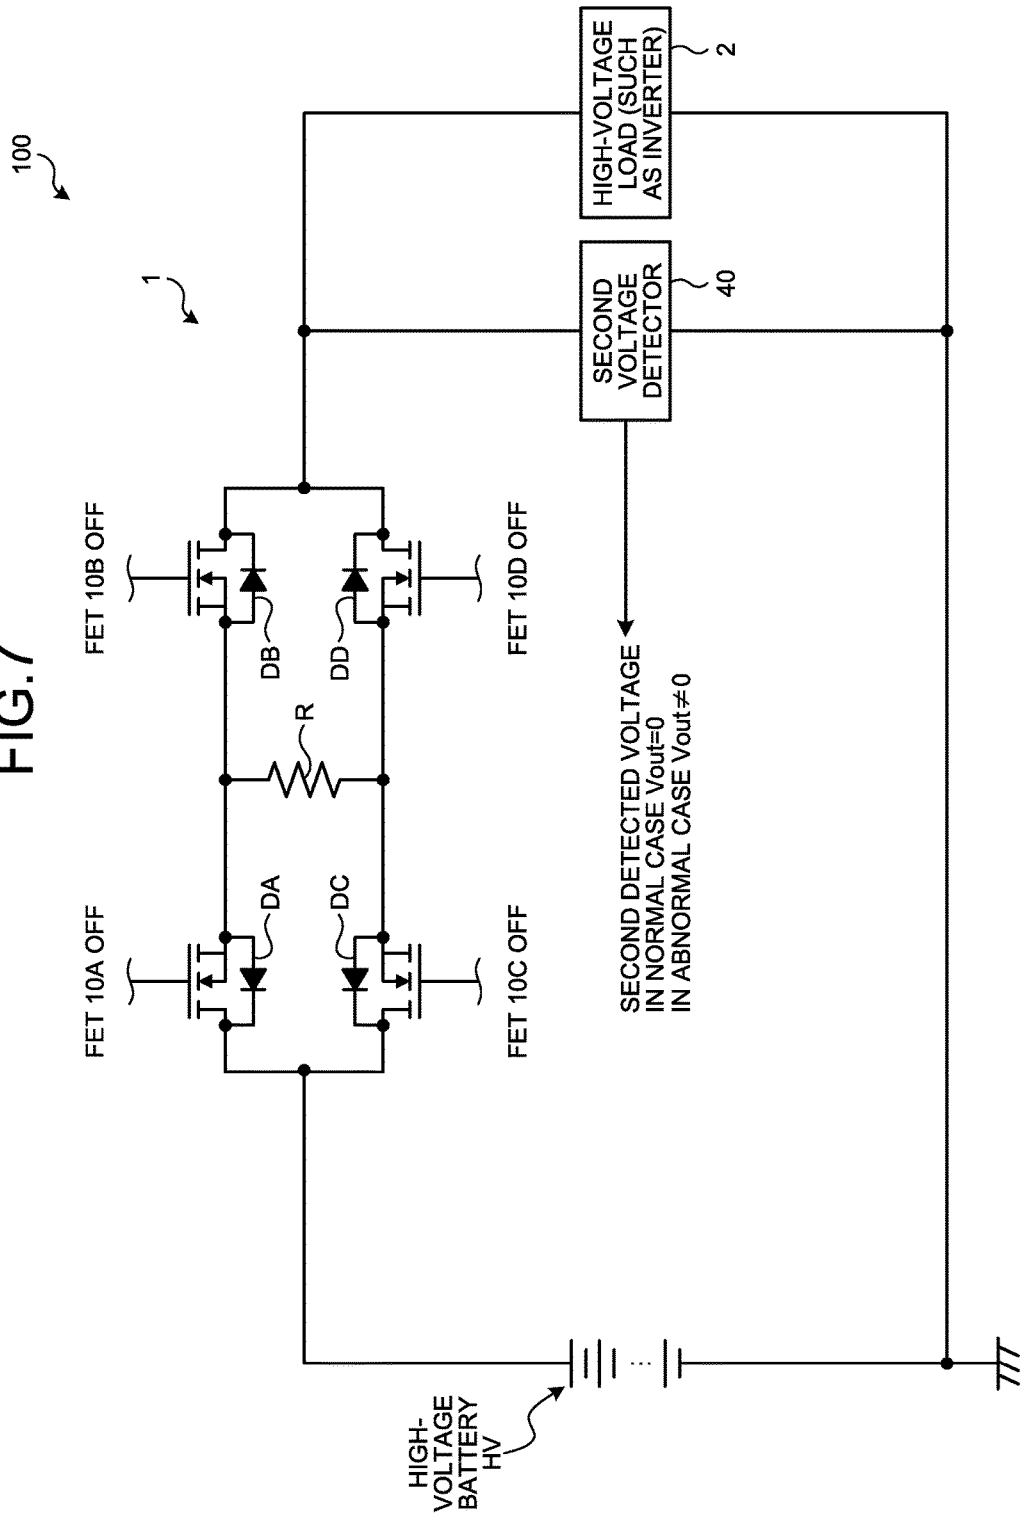 FIG.7
100
1
FET 10A OFF
FET 10B OFF
DA
DB
R
DC
DD
FET 10C OFF
FET 10D OFF
HIGH-
VOLTAGE
BATTERY
HV
SECOND
VOLTAGE
DETECTOR
40
HIGH-VOLTAGE
LOAD (SUCH
AS INVERTER)
2
SECOND DETECTED VOLTAGE
IN NORMAL CASE Vout=0
IN ABNORMAL CASE Vout≠0